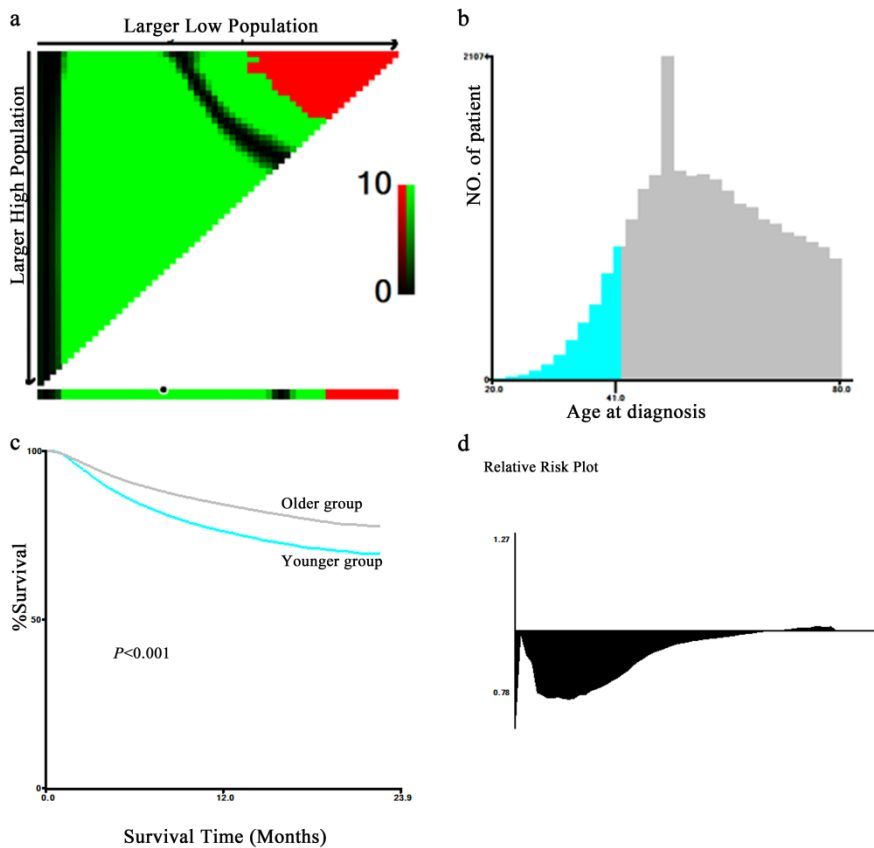 a
Larger Low Population
Larger High Population
10
0
b
21074
NO. of patient
0
20.0
41.0
80.0
Age at diagnosis
c
100
Older group
Younger group
%Survival
50
P<0.001
0
0.0
12.0
23.9
Survival Time (Months)
d
Relative Risk Plot
1.27
0.78